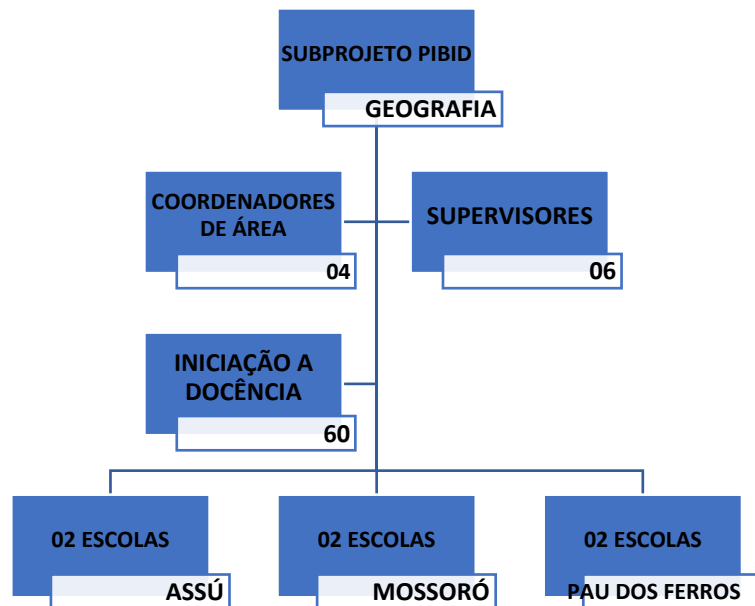 SUBPROJETO PIBID
GEOGRAFIA
COORDENADORES
DE ÁREA
04
SUPERVISORES
06
INICIAÇÃO A
DOCÊNCIA
60
02 ESCOLAS
ASSÚ
02 ESCOLAS
MOSSORÓ
02 ESCOLAS
PAU DOS FERROS